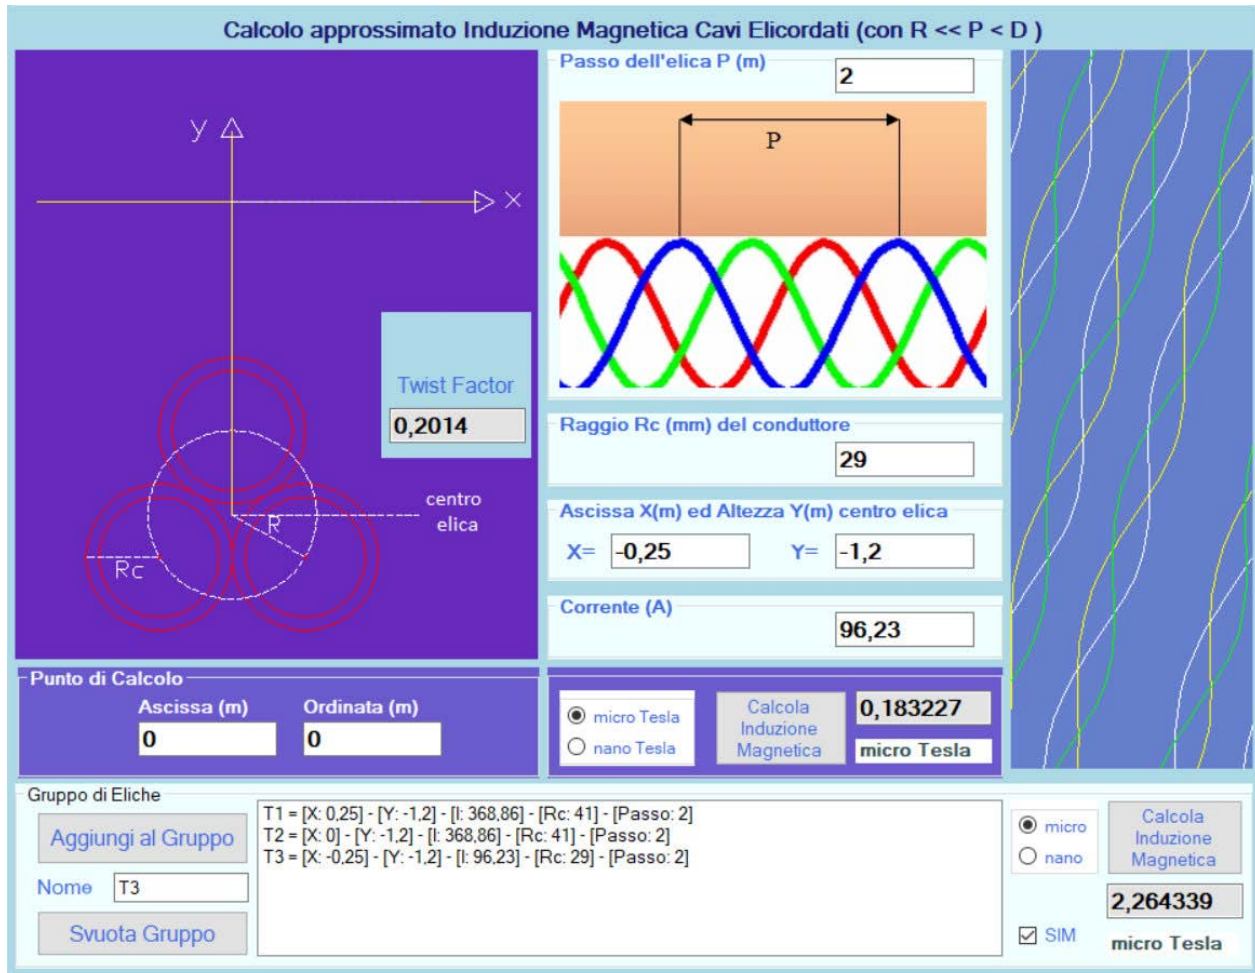 Calcolo approssimato Induzione Magnetica Cavi Elicordati (con R << P < D )
y
x
Twist Factor
0,2014
centro
elica
R
Rc
Passo dell'elica P (m)
2
P
Raggio Rc (mm) del conduttore
29
Ascissa X(m) ed Altezza Y(m) centro elica
X= -0,25 Y= -1,2
Corrente (A)
96,23
Punto di Calcolo
Ascissa (m) Ordinata (m)
0 0
micro Tesla
nano Tesla
Calcola
Induzione
Magnetica
0,183227
micro Tesla
Gruppo di Eliche
Aggiungi al Gruppo
Nome T3
Svuota Gruppo
T1 = [X: 0,25] - [Y: -1,2] - [I: 368,86] - [Rc: 41] - [Passo: 2]
T2 = [X: 0] - [Y: -1,2] - [I: 368,86] - [Rc: 41] - [Passo: 2]
T3 = [X: -0,25] - [Y: -1,2] - [I: 96,23] - [Rc: 29] - [Passo: 2]
micro
nano
Calcola
Induzione
Magnetica
2,264339
SIM
micro Tesla